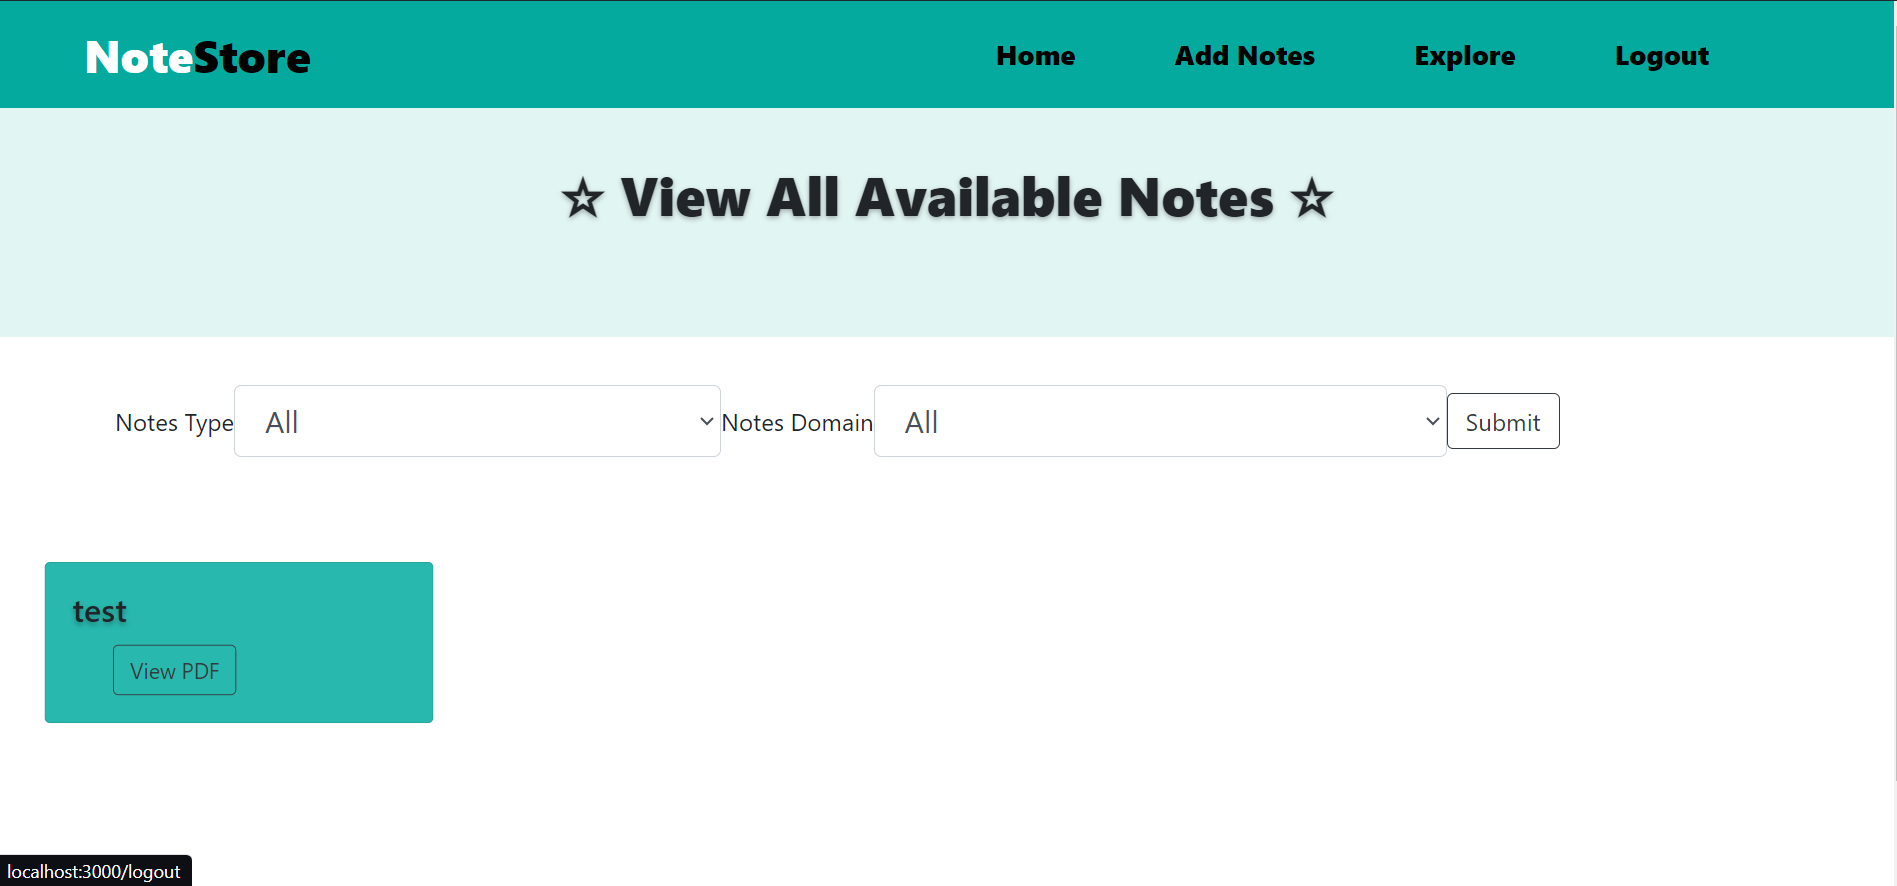 NoteStore Home Add Notes Explore Logout
☆ View All Available Notes ☆
Notes Type All Notes Domain All Submit
test
View PDF
localhost:3000/logout